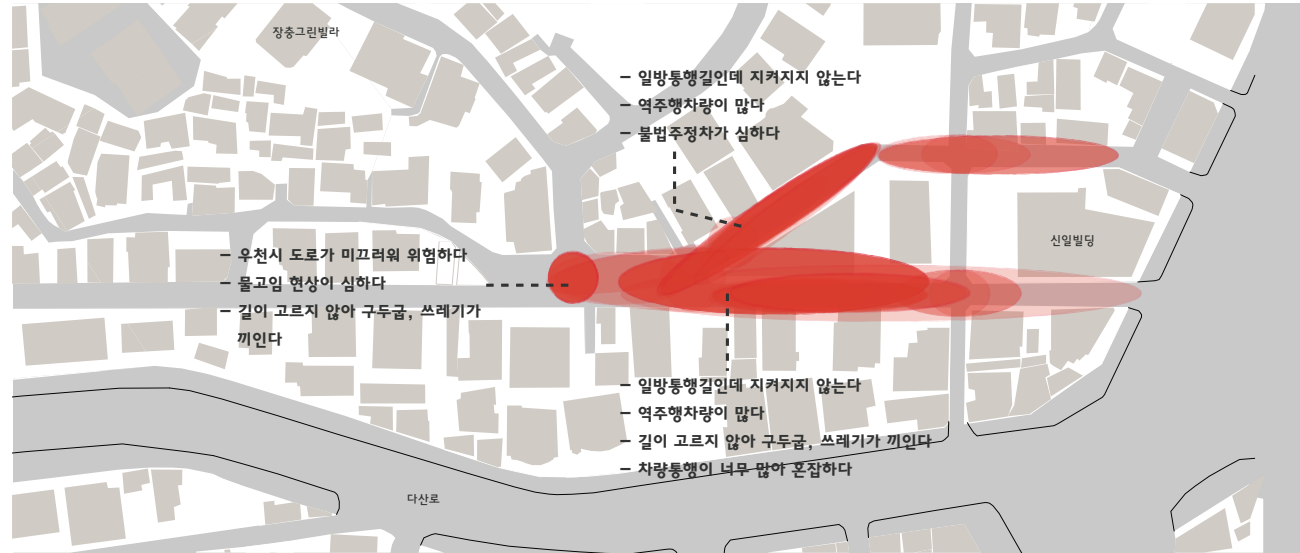 장충그린빌라
– 일방통행길인데 지켜지지 않는다
– 역주행차량이 많다
– 불법주정차가 심하다
신일빌딩
– 우천시 도로가 미끄러워 위험하다
– 물고임 현상이 심하다
– 길이 고르지 않아 구두굽, 쓰레기가
끼인다
– 일방통행길인데 지켜지지 않는다
– 역주행차량이 많다
– 길이 고르지 않아 구두굽, 쓰레기가 끼인다
– 차량통행이 너무 많아 혼잡하다
다산로